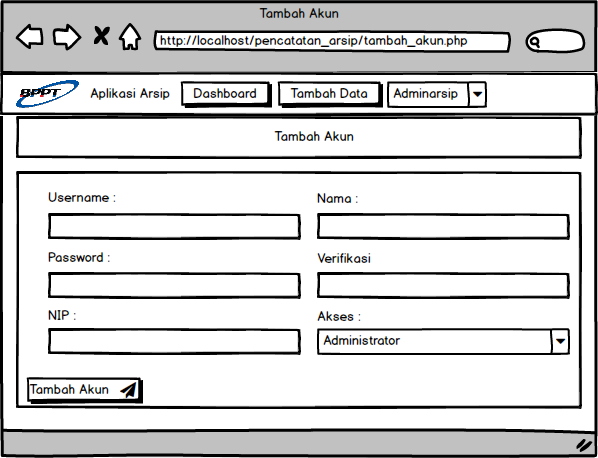 Tambah Akun
http://localhost/pencatatan_arsip/tambah_akun.php
BPPT Aplikasi Arsip Dashboard Tambah Data Adminarsip
Tambah Akun
Username : Nama :
Password : Verifikasi
NIP : Akses :
Administrator
Tambah Akun